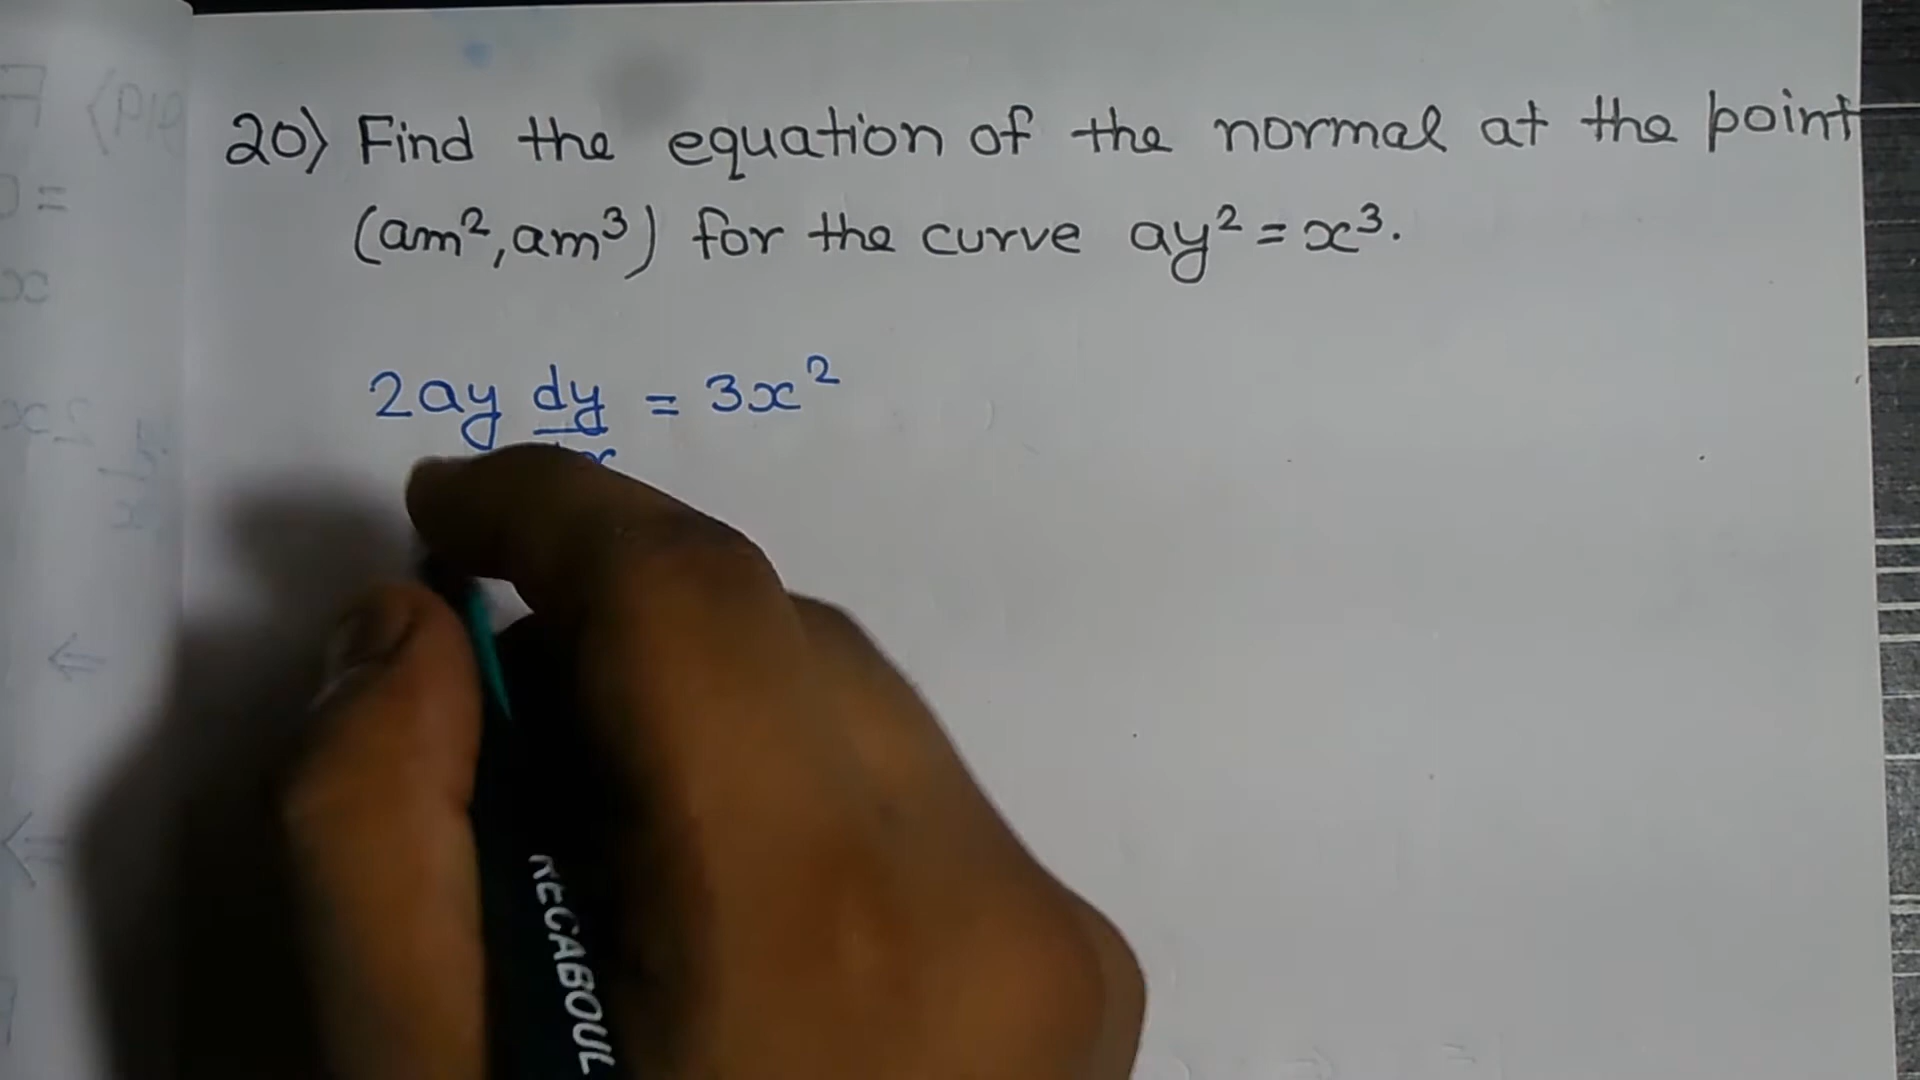 20) Find the equation of the normal at the point
(am², am³) for the curve ay² = x³.
2ay dy = 3x²
RECABOUL